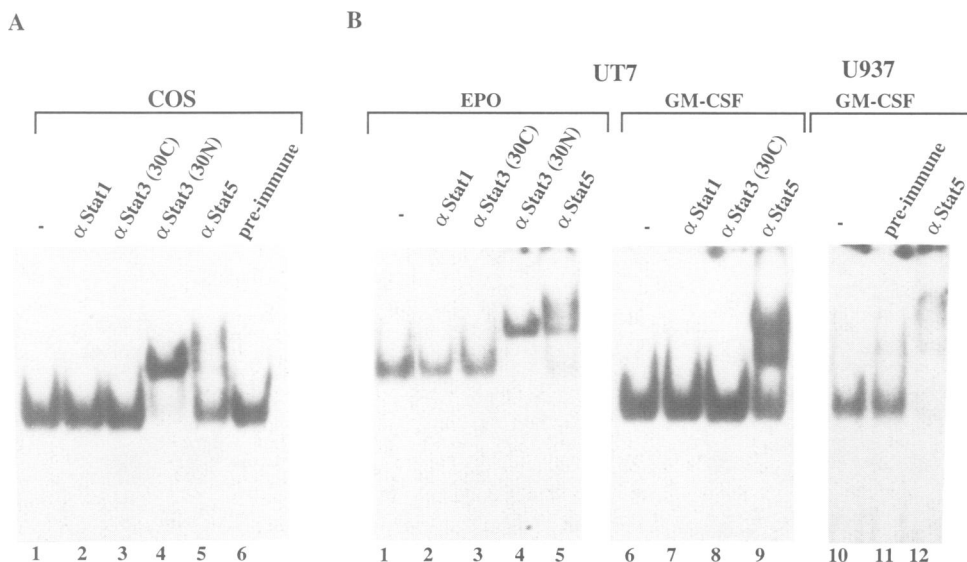 A
COS
-
α Stat1
α Stat3 (30C)
α Stat3 (30N)
α Stat5
pre-immune
1 2 3 4 5 6
B
UT7
U937
EPO
GM-CSF
GM-CSF
-
α Stat1
α Stat3 (30C)
α Stat3 (30N)
α Stat5
-
α Stat1
α Stat3 (30C)
α Stat5
-
pre-immune
α Stat5
1 2 3 4 5
6 7 8 9
10 11 12